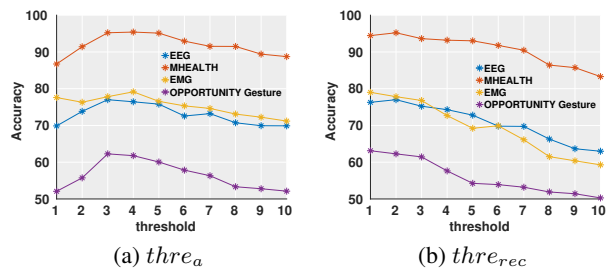 100
90
80
70
60
50
Accuracy
EEG
MHEALTH
EMG
OPPORTUNITY Gesture
1 2 3 4 5 6 7 8 9 10
threshold
(a) thre_a
100
90
80
70
60
50
Accuracy
EEG
MHEALTH
EMG
OPPORTUNITY Gesture
1 2 3 4 5 6 7 8 9 10
threshold
(b) thre_rec